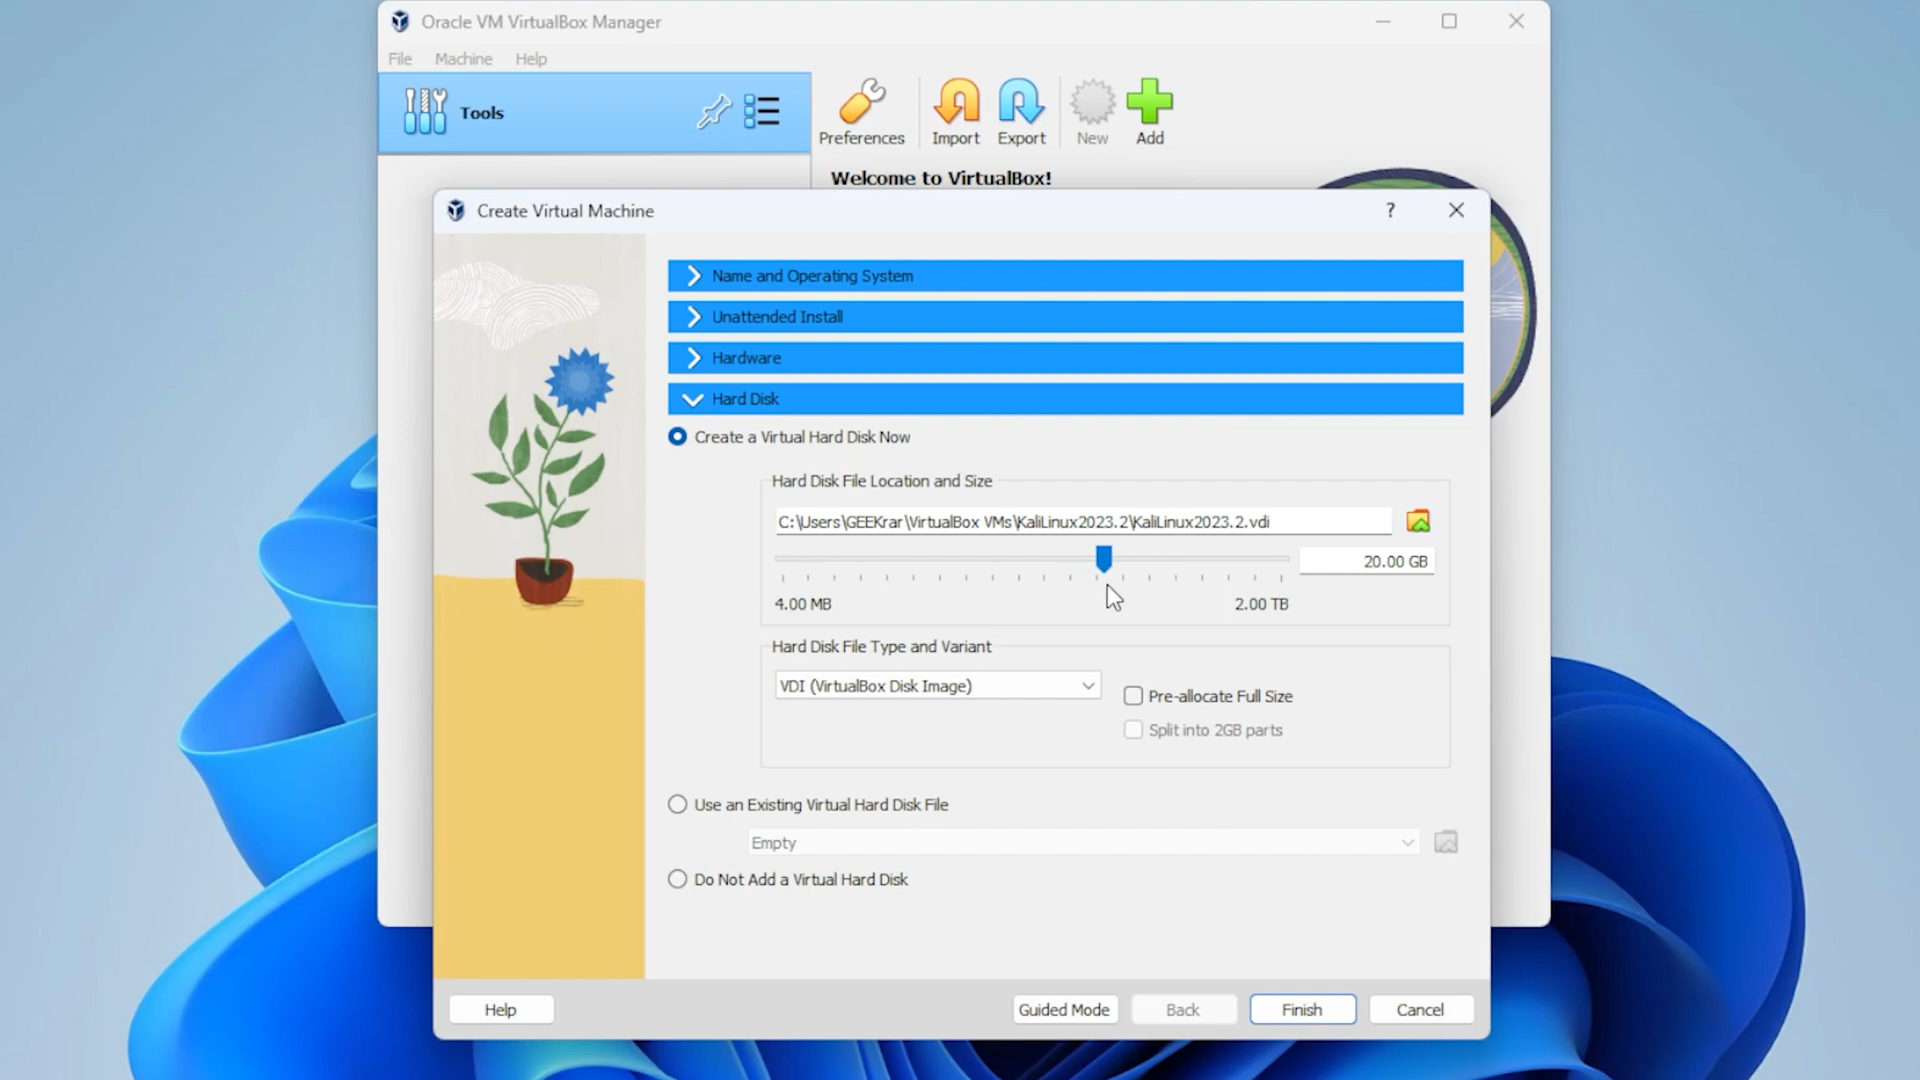 Oracle VM VirtualBox Manager
File Machine Help
Tools
Preferences Import Export New Add
Welcome to VirtualBox!
Create Virtual Machine
?
Name and Operating System
Unattended Install
Hardware
Hard Disk
Create a Virtual Hard Disk Now
Hard Disk File Location and Size
C:\Users\GEEKrar\VirtualBox VMs\KaliLinux2023.2\KaliLinux2023.2.vdi
20.00 GB
4.00 MB 2.00 TB
Hard Disk File Type and Variant
VDI (VirtualBox Disk Image)
Pre-allocate Full Size
Split into 2GB parts
Use an Existing Virtual Hard Disk File
Empty
Do Not Add a Virtual Hard Disk
Help Guided Mode Back Finish Cancel